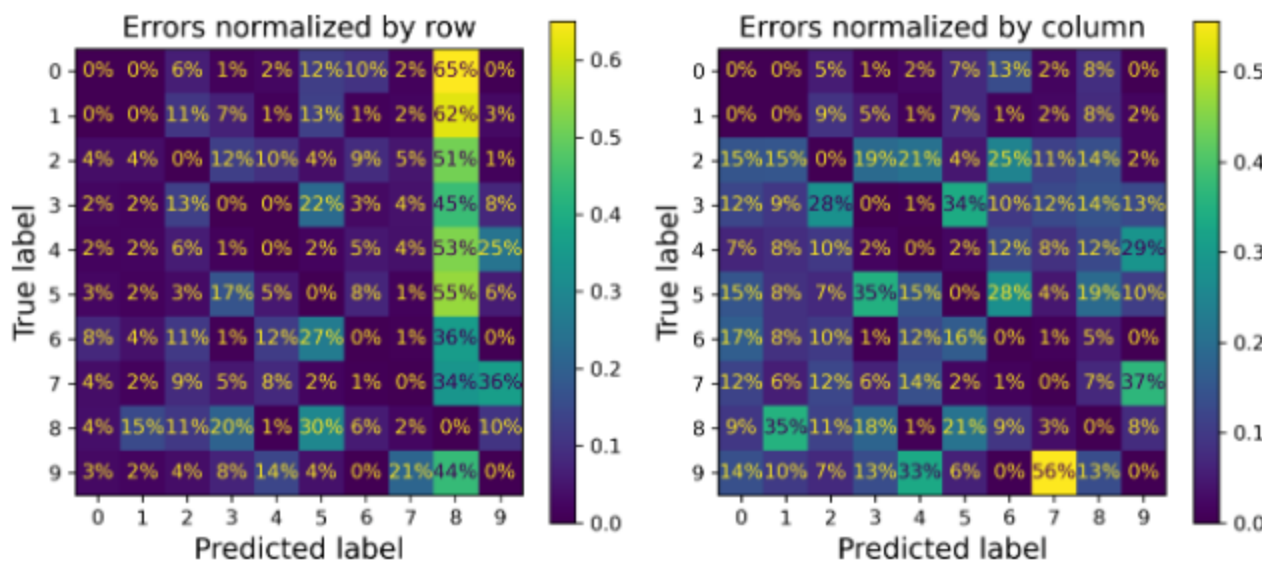 Errors normalized by row
0 0% 0% 6% 1% 2% 12% 10% 2% 65% 0%
1 0% 0% 11% 7% 1% 13% 1% 2% 62% 3%
2 4% 4% 0% 12% 10% 4% 9% 5% 51% 1%
3 2% 2% 13% 0% 0% 22% 3% 4% 45% 8%
4 2% 2% 6% 1% 0% 2% 5% 4% 53% 25%
5 3% 2% 3% 17% 5% 0% 8% 1% 55% 6%
6 8% 4% 11% 1% 12% 27% 0% 1% 36% 0%
7 4% 2% 9% 5% 8% 2% 1% 0% 34% 36%
8 4% 15% 11% 20% 1% 30% 6% 2% 0% 10%
9 3% 2% 4% 8% 14% 4% 0% 21% 44% 0%
0 1 2 3 4 5 6 7 8 9
Predicted label
True label
0.6
0.5
0.4
0.3
0.2
0.1
0.0
Errors normalized by column
0 0% 0% 5% 1% 2% 7% 13% 2% 8% 0%
1 0% 0% 9% 5% 1% 7% 1% 2% 8% 2%
2 15% 15% 0% 19% 21% 4% 25% 11% 14% 2%
3 12% 9% 28% 0% 1% 34% 10% 12% 14% 13%
4 7% 8% 10% 2% 0% 2% 12% 8% 12% 29%
5 15% 8% 7% 35% 15% 0% 28% 4% 19% 10%
6 17% 8% 10% 1% 12% 16% 0% 1% 5% 0%
7 12% 6% 12% 6% 14% 2% 1% 0% 7% 37%
8 9% 35% 11% 18% 1% 21% 9% 3% 0% 8%
9 14% 10% 7% 13% 33% 6% 0% 56% 13% 0%
0 1 2 3 4 5 6 7 8 9
Predicted label
True label
0.5
0.4
0.3
0.2
0.1
0.0